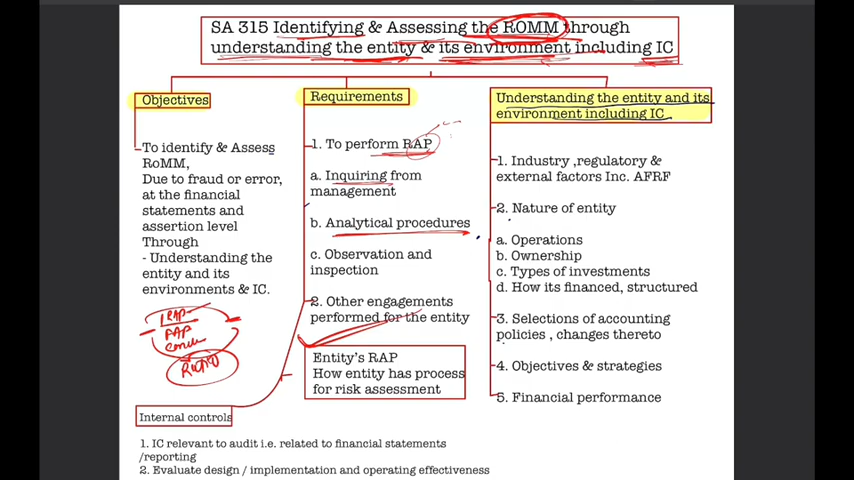 SA 315 Identifying & Assessing the ROMM through
understanding the entity & its environment including IC
Objectives
To identify & Assess
RoMM,
Due to fraud or error,
at the financial
statements and
assertion level
Through
- Understanding the
entity and its
environments & IC.
RAP
FAP
Requirements
1. To perform RAP
a. Inquiring from
management
b. Analytical procedures
c. Observation and
inspection
2. Other engagements
performed for the entity
Entity's RAP
How entity has process
for risk assessment
Understanding the entity and its
environment including IC
1. Industry ,regulatory &
external factors Inc. AFRF
2. Nature of entity
a. Operations
b. Ownership
c. Types of investments
d. How its financed, structured
3. Selections of accounting
policies , changes thereto
4. Objectives & strategies
5. Financial performance
Internal controls
1. IC relevant to audit i.e. related to financial statements
/reporting
2. Evaluate design / implementation and operating effectiveness